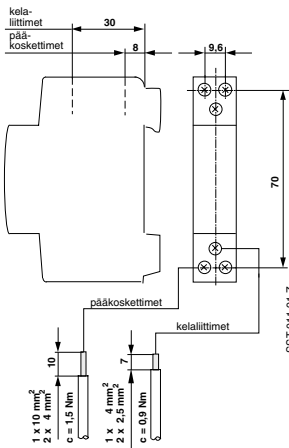 kela-
liittimet
pää-
koskettimet
30
8
9,6
70
pääkoskettimet
kelaliittimet
10
7
1 x 10 mm²
2 x 4 mm²
c = 1,5 Nm
1 x 4 mm²
2 x 2,5 mm²
c = 0,9 Nm